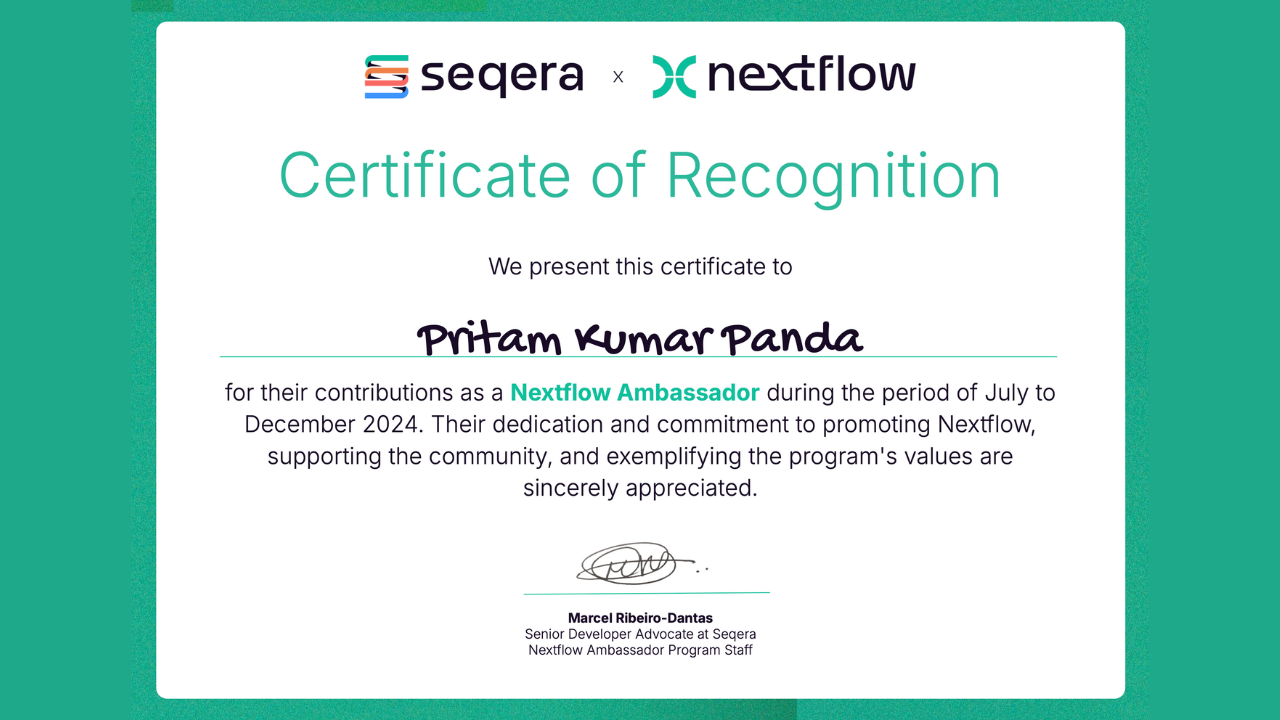 seqera x nextflow
Certificate of Recognition
We present this certificate to
Pritam Kumar Panda
for their contributions as a Nextflow Ambassador during the period of July to
December 2024. Their dedication and commitment to promoting Nextflow,
supporting the community, and exemplifying the program's values are
sincerely appreciated.
Marcel Ribeiro-Dantas
Senior Developer Advocate at Seqera
Nextflow Ambassador Program Staff